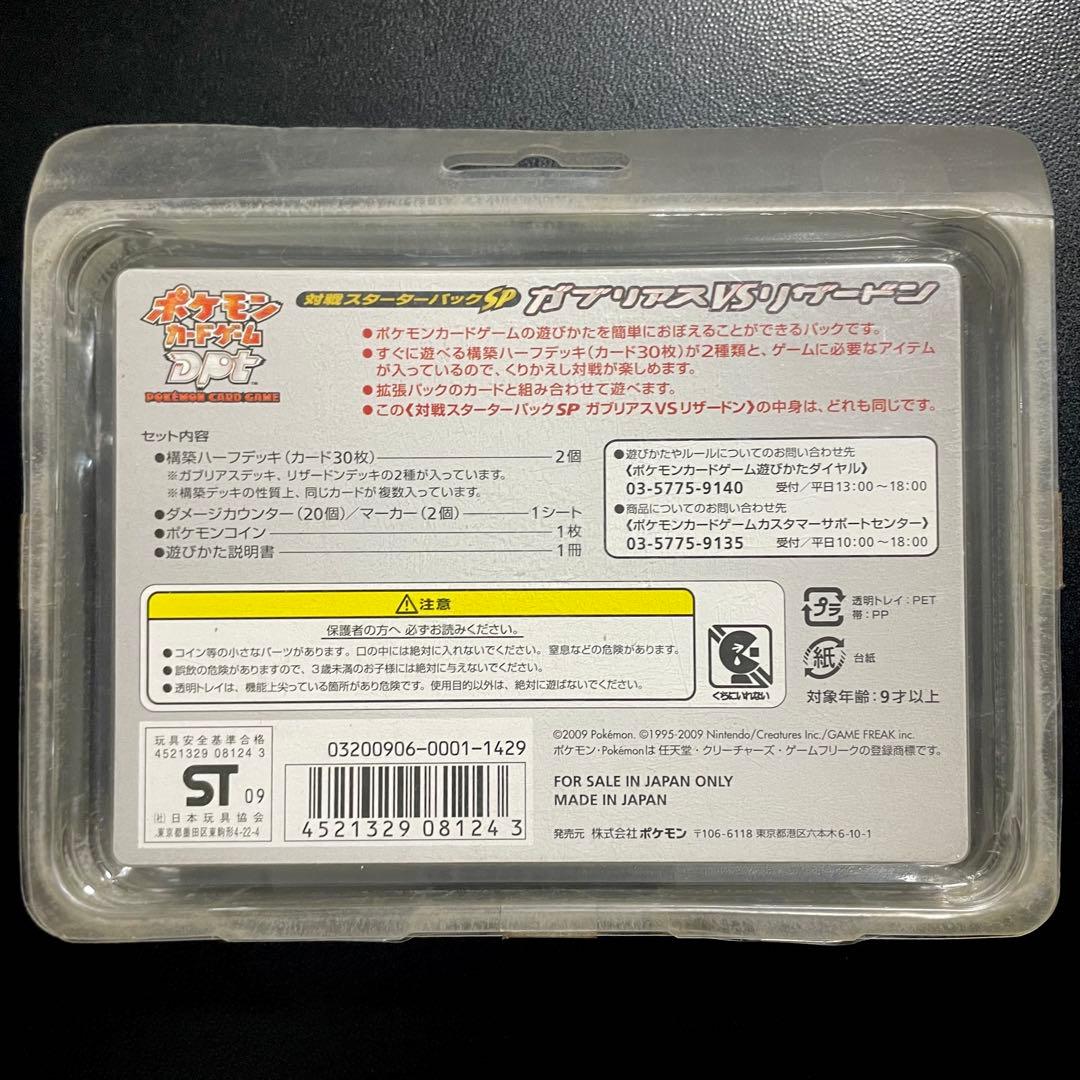 ポケモン
カードゲーム
DPt
POKÉMON CARD GAME
対戦スターターパックSP ガブリアスVSリザードン
●ポケモンカードゲームの遊びかたを簡単におぼえることができるパックです。
●すぐに遊べる構築ハーフデッキ(カード30枚)が2種類と、ゲームに必要なアイテム
が入っているので、くりかえし対戦が楽しめます。
●拡張パックのカードと組み合わせて遊べます。
●この《対戦スターターパックSP ガブリアスVSリザードン》の中身は、どれも同じです。
セット内容
●構築ハーフデッキ(カード30枚) 2個
※ガブリアスデッキ、リザードンデッキの2種が入っています。
※構築デッキの性質上、同じカードが複数入っています。
●ダメージカウンター(20個)/マーカー(2個) 1シート
●ポケモンコイン 1枚
●遊びかた説明書 1冊
●遊びかたやルールについてのお問い合わせ先
《ポケモンカードゲーム遊びかたダイヤル》
03-5775-9140 受付/平日13:00〜18:00
●商品についてのお問い合わせ先
《ポケモンカードゲームカスタマーサポートセンター》
03-5775-9135 受付/平日10:00〜18:00
⚠注意
保護者の方へ 必ずお読みください。
●コイン等の小さなパーツがあります。口の中には絶対に入れないでください。窒息などの危険があります。
●誤飲の危険がありますので、3歳未満のお子様には絶対に与えないでください。
●透明トレイは、機能上尖っている箇所があり危険です。使用目的以外は、絶対に遊ばないでください。
くちにいれない
プラ
透明トレイ:PET
帯:PP
紙
台紙
対象年齢:9才以上
玩具安全基準合格
4521329 08124 3
ST 09
(社)日本玩具協会
東京都墨田区東駒形4-22-4
03200906-0001-1429
4521329 081243
©2009 Pokémon. ©1995-2009 Nintendo/Creatures Inc./GAME FREAK inc.
ポケモン・Pokémonは 任天堂・クリーチャーズ・ゲームフリークの登録商標です。
FOR SALE IN JAPAN ONLY
MADE IN JAPAN
発売元 株式会社ポケモン 〒106-6118 東京都港区六本木6-10-1